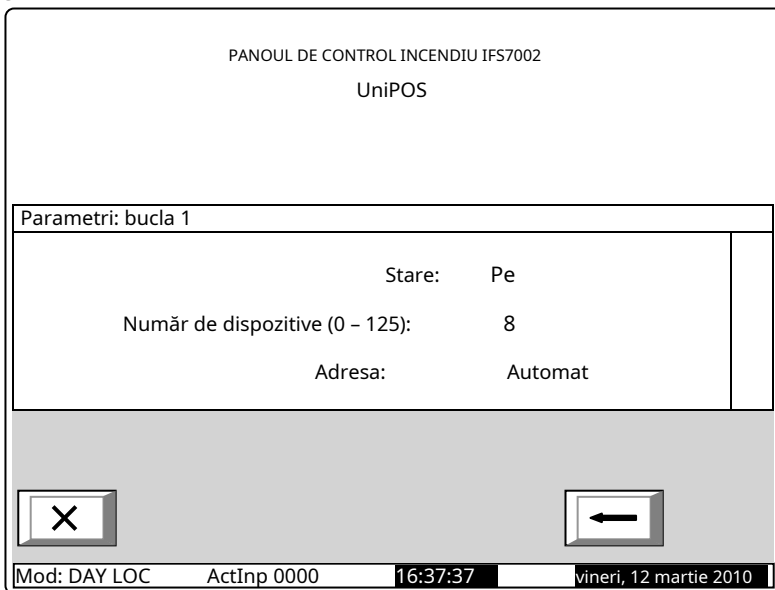 PANOUL DE CONTROL INCENDIU IFS7002
UniPOS
Parametri: bucla 1
Stare: Pe
Număr de dispozitive (0 – 125): 8
Adresa: Automat
Mod: DAY LOC ActInp 0000 16:37:37 vineri, 12 martie 2010